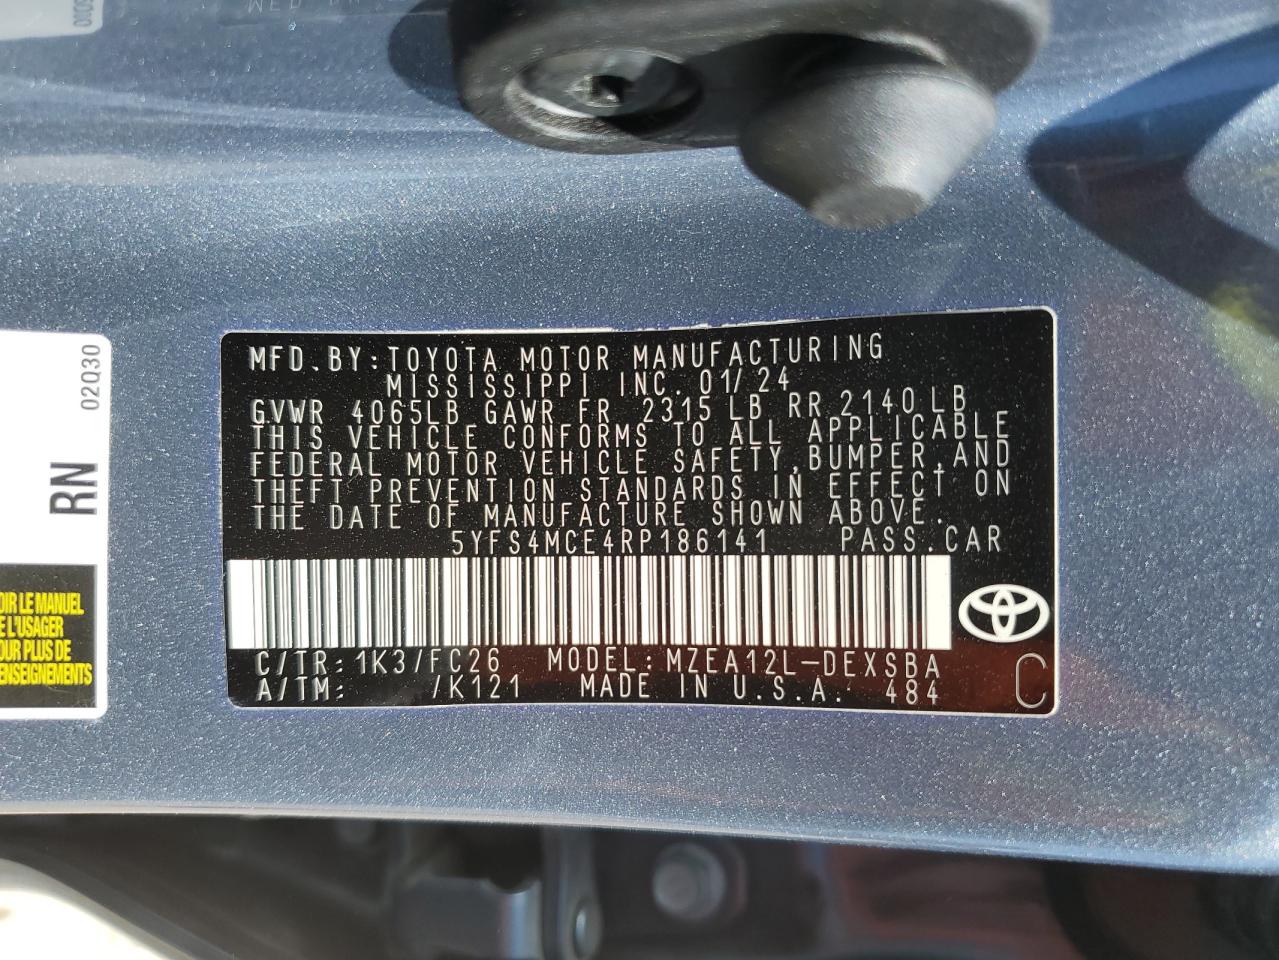 MFD. BY: TOYOTA MOTOR MANUFACTURING
MISSISSIPPI INC. 01/24
GVWR 4065LB GAWR FR 2315 LB RR 2140 LB
THIS VEHICLE CONFORMS TO ALL APPLICABLE
FEDERAL MOTOR VEHICLE SAFETY, BUMPER, AND
THEFT PREVENTION STANDARDS IN EFFECT ON
THE DATE OF MANUFACTURE SHOWN ABOVE.
5YFS4MCE4RP186141 PASS.CAR
C/TR: 1K3/FC26 MODEL: MZEA12L-DEXSBA
A/TM: /K121 MADE IN U.S.A. 484
C
02Q30
RN
LE MANUEL
L'USAGER
PLUS DE